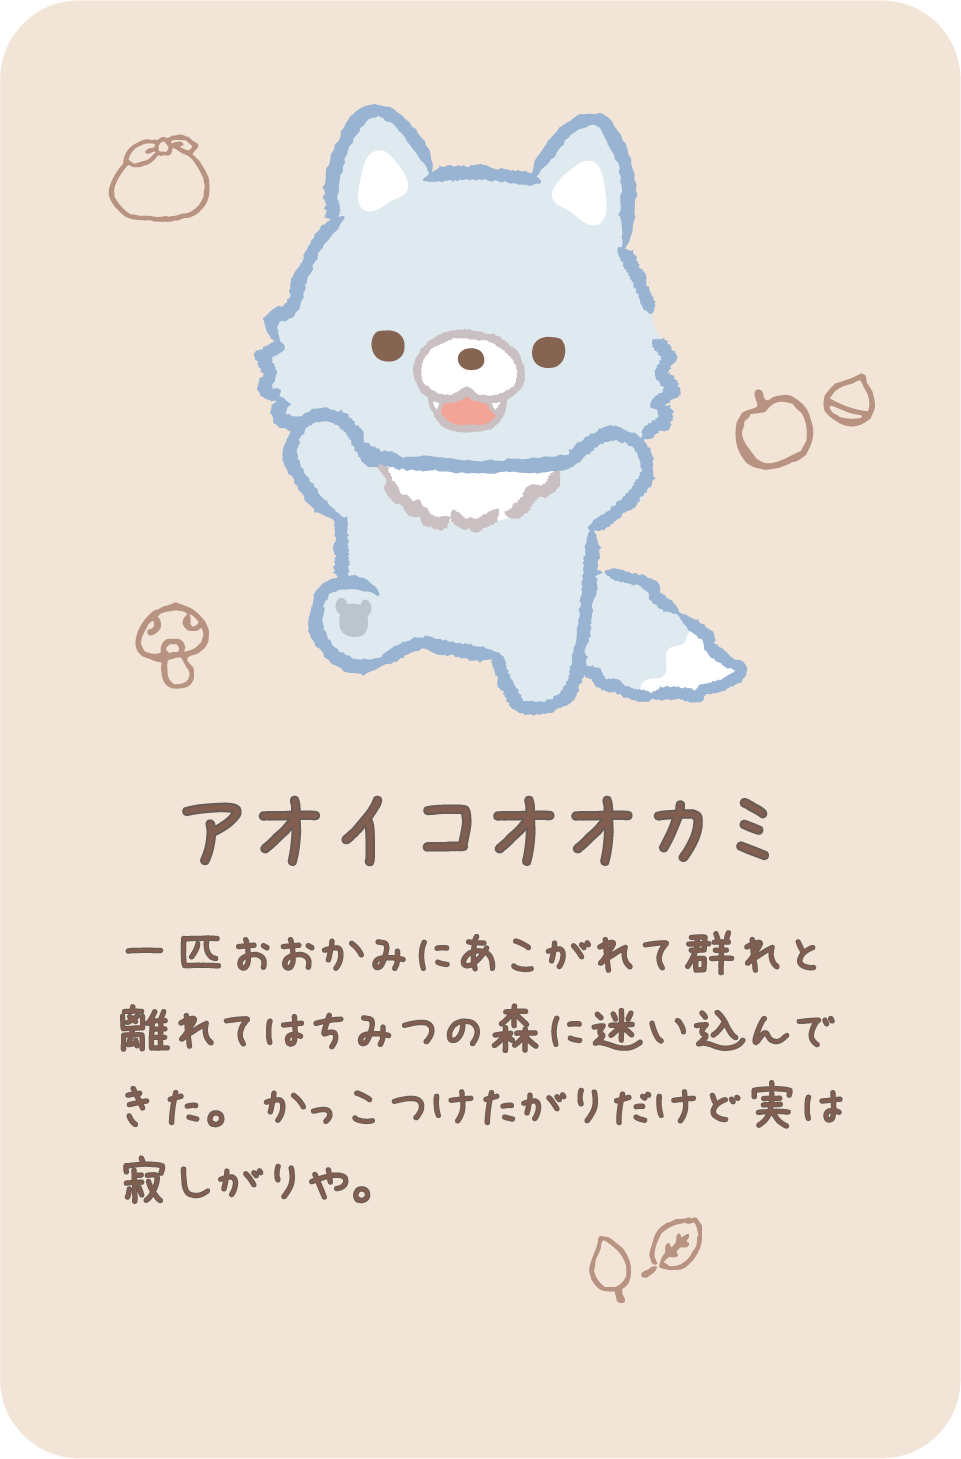 アオイコオオカミ
一匹おおかみにあこがれて群れと
離れてはちみつの森に迷い込んで
きた。かっこつけたがりだけど実は
寂しがりや。